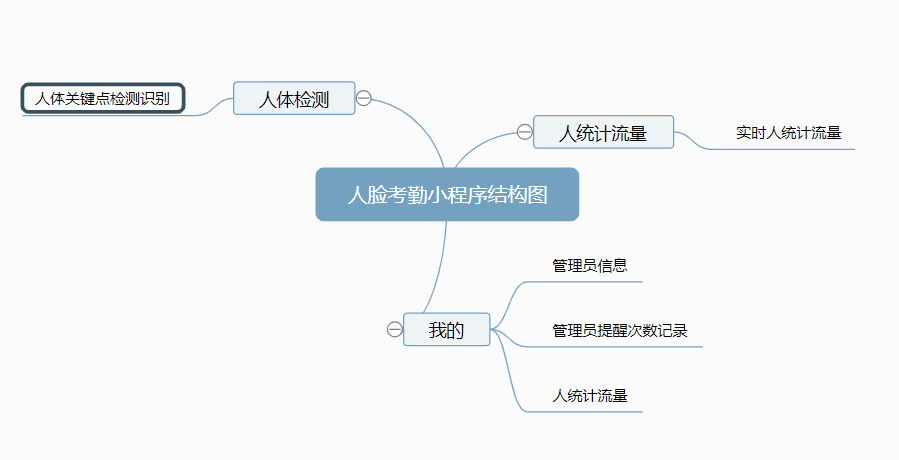 人体关键点检测识别
人体检测
人统计流量
实时人统计流量
人脸考勤小程序结构图
管理员信息
我的
管理员提醒次数记录
人统计流量